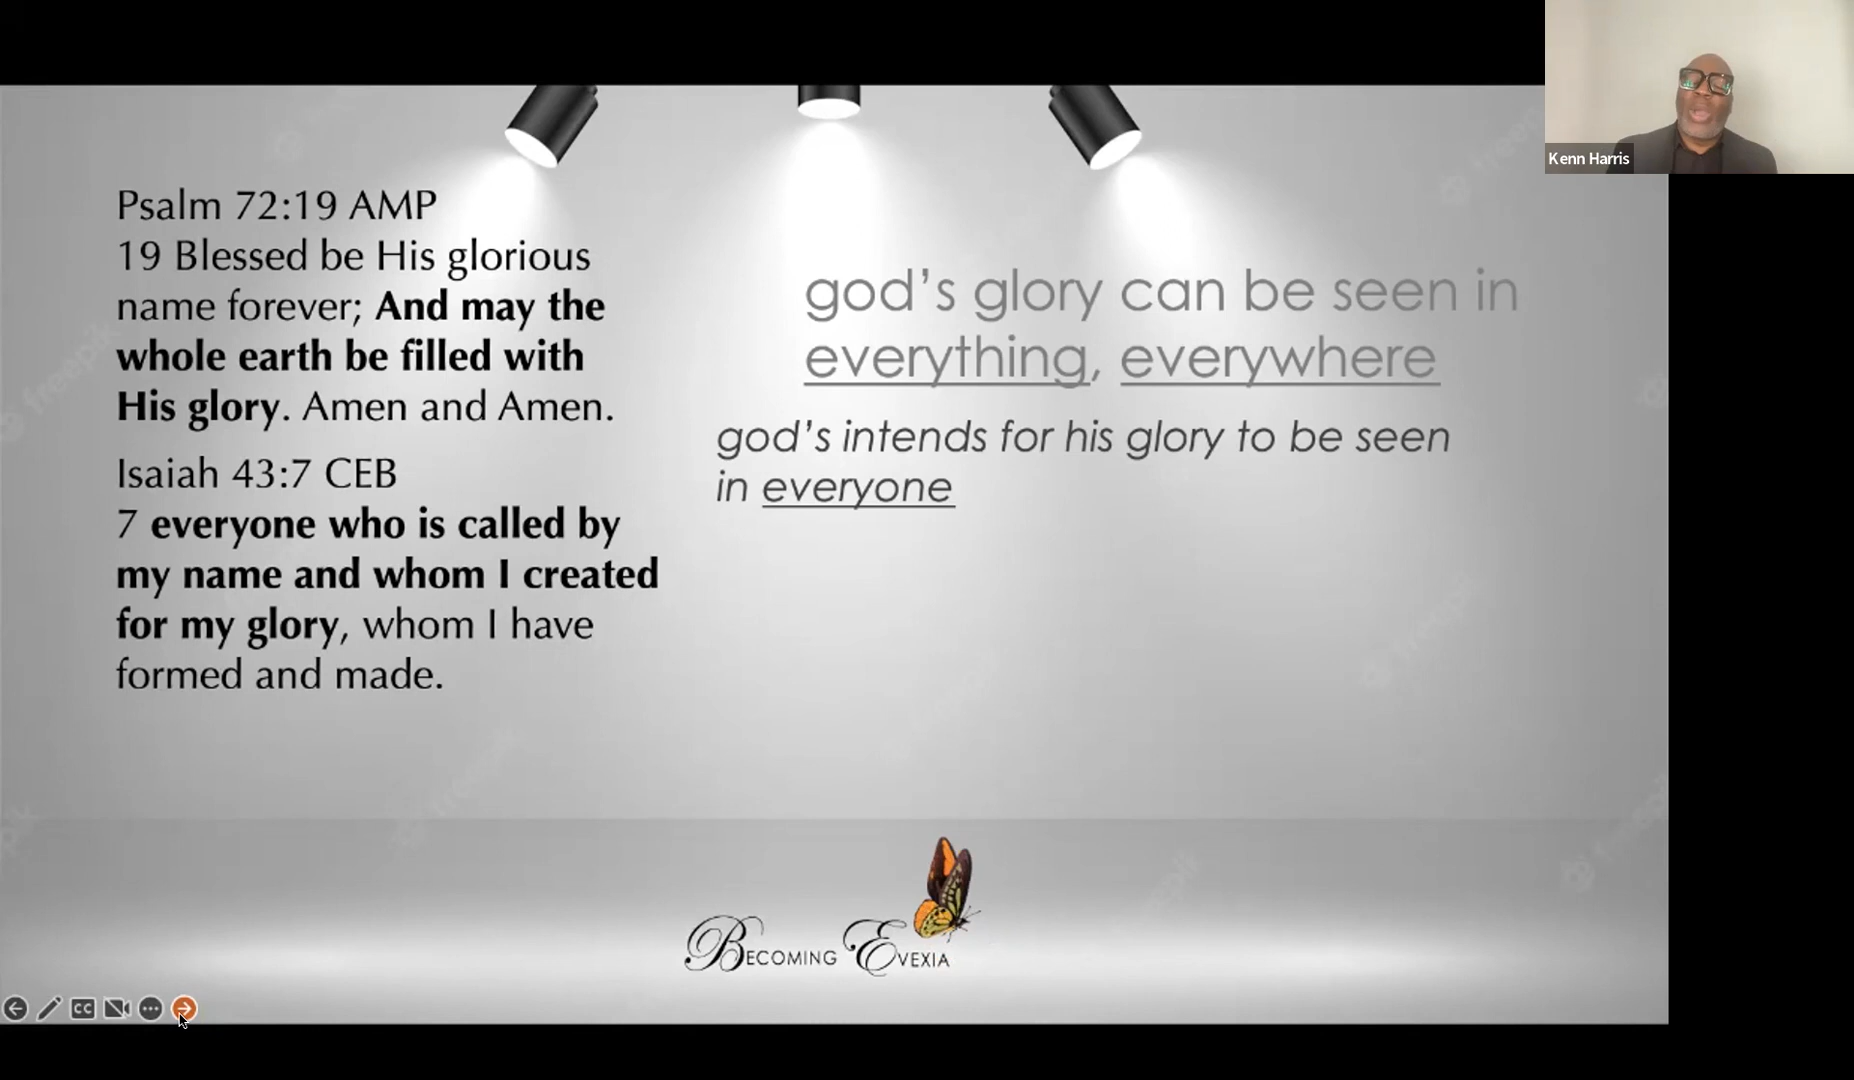 Kenn Harris
Psalm 72:19 AMP
19 Blessed be His glorious
name forever; And may the
whole earth be filled with
His glory. Amen and Amen.
Isaiah 43:7 CEB
7 everyone who is called by
my name and whom I created
for my glory, whom I have
formed and made.
god's glory can be seen in
everything, everywhere
god's intends for his glory to be seen
in everyone
BECOMING EVEXIA
CC